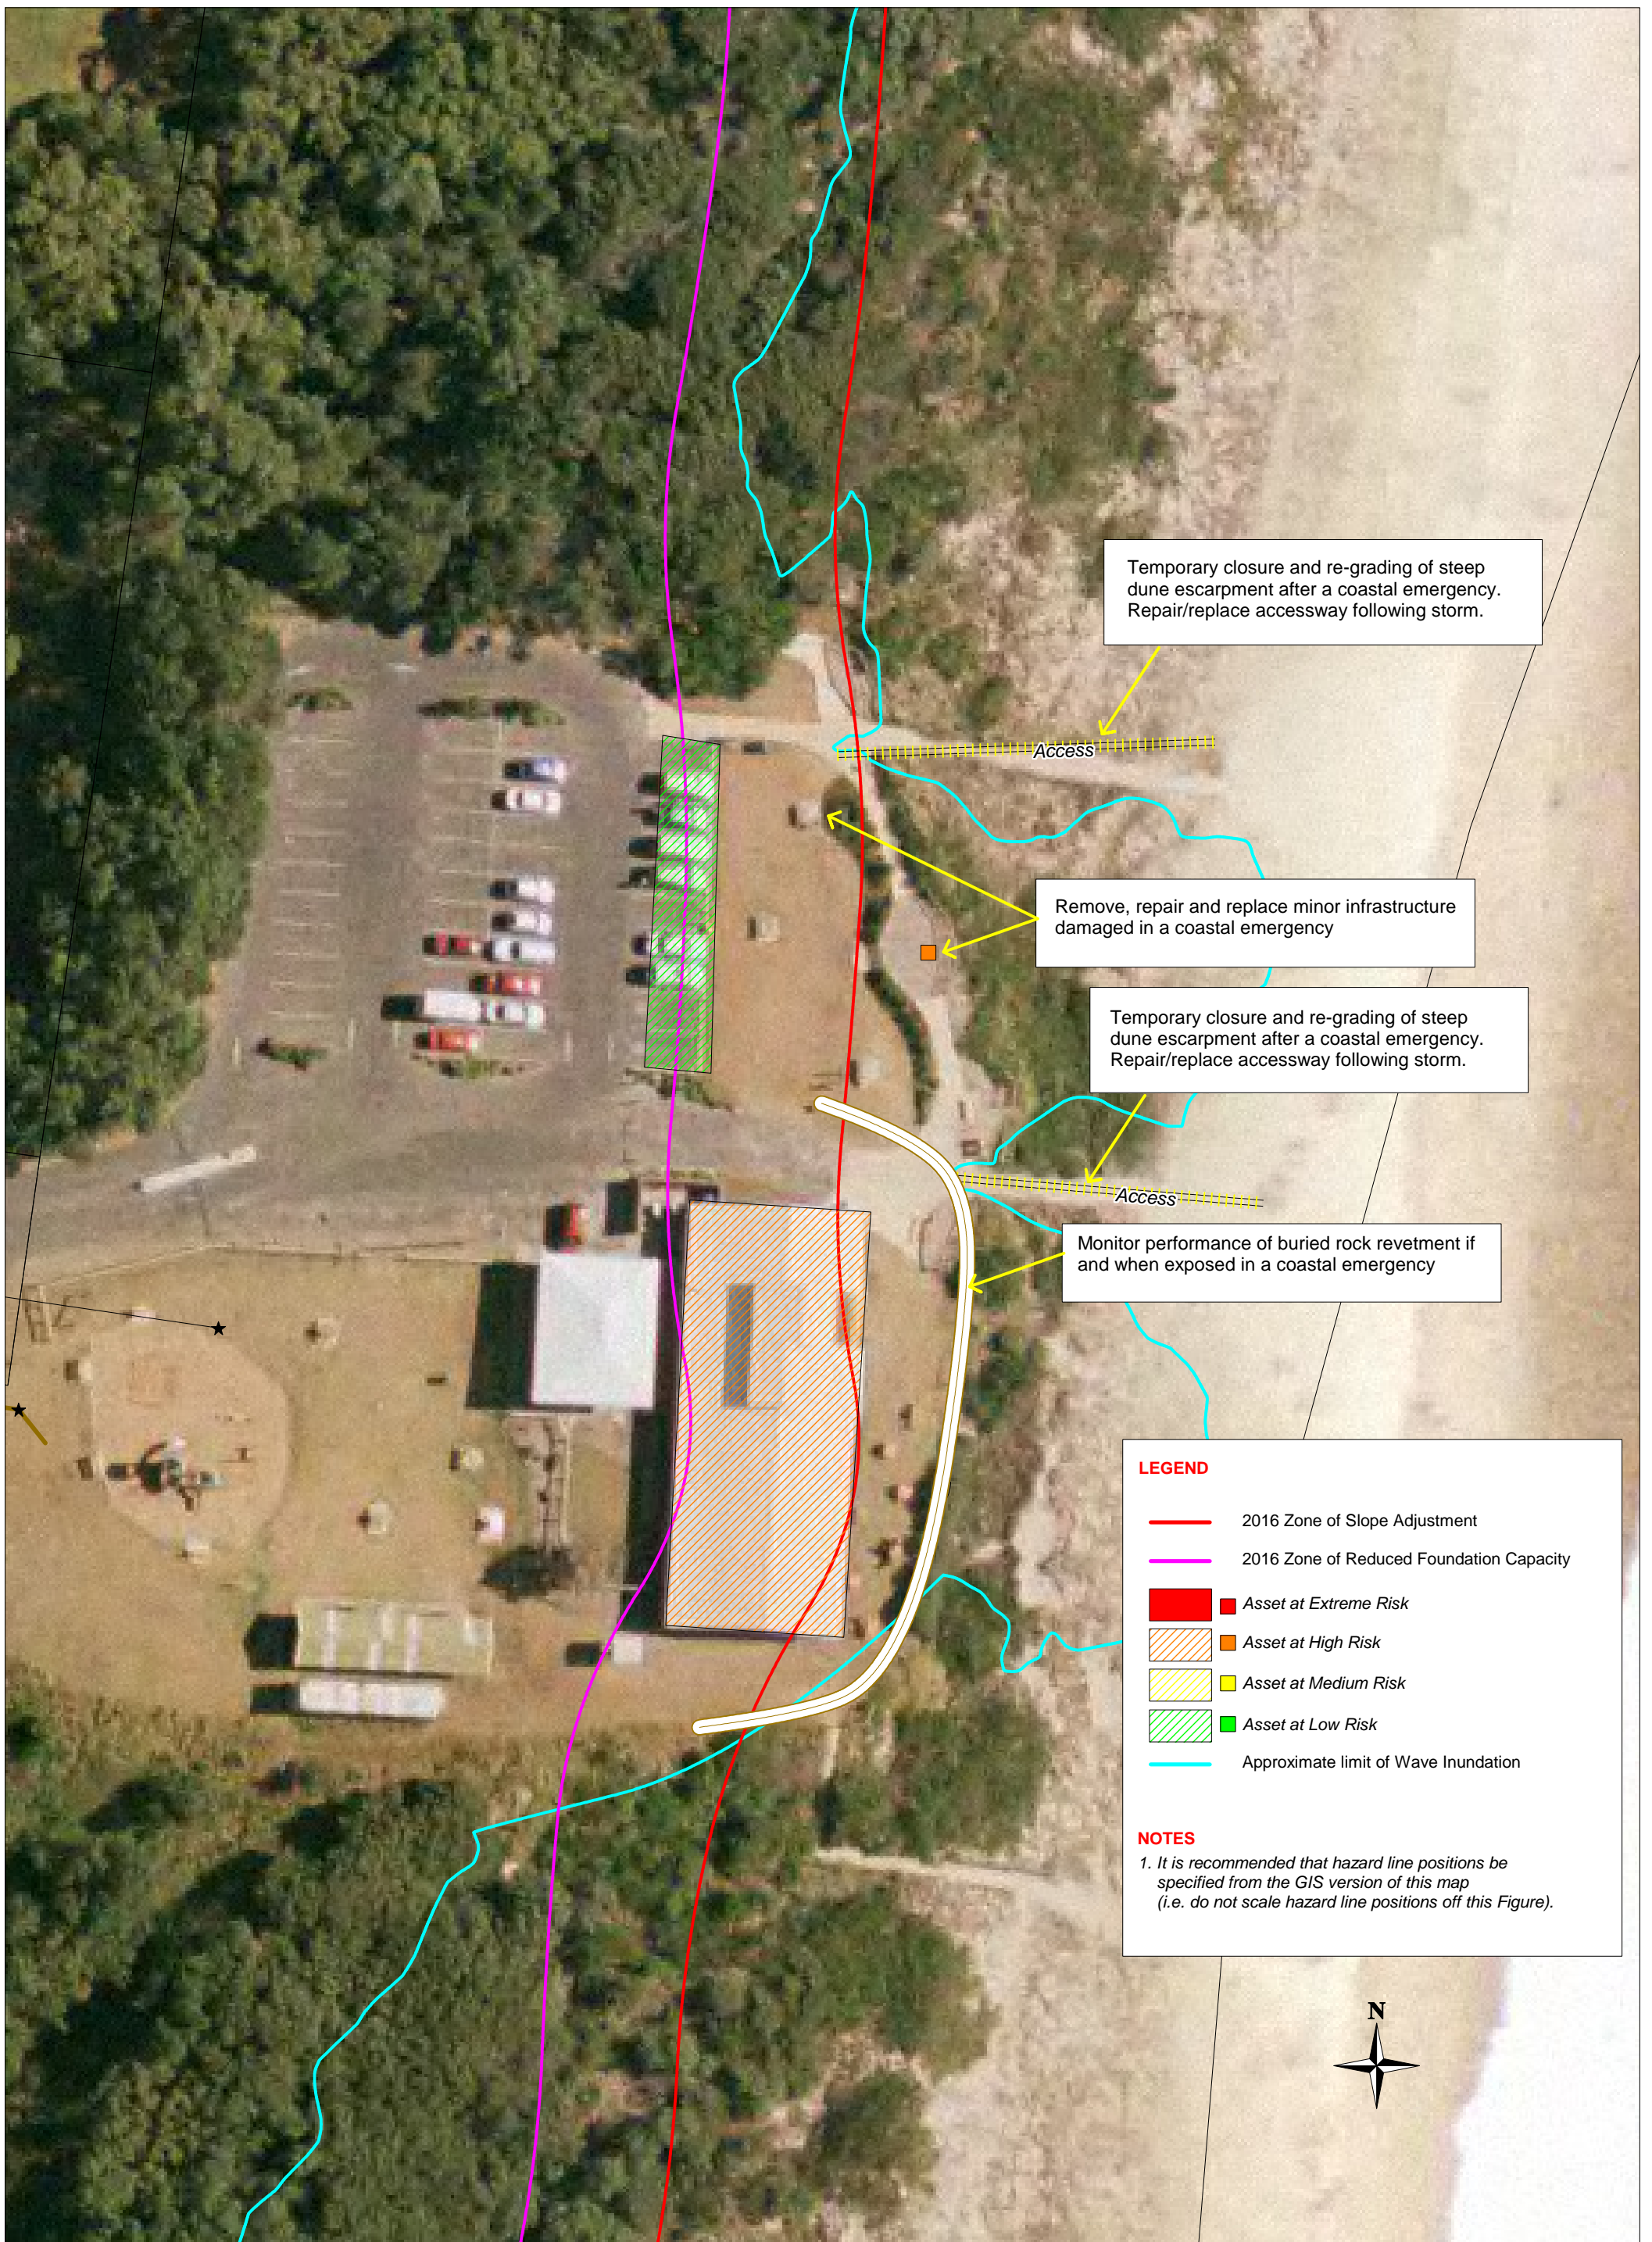 Temporary closure and re-grading of steep
dune escarpment after a coastal emergency.
Repair/replace accessway following storm.
Access
Remove, repair and replace minor infrastructure
damaged in a coastal emergency
Temporary closure and re-grading of steep
dune escarpment after a coastal emergency.
Repair/replace accessway following storm.
Access
Monitor performance of buried rock revetment if
and when exposed in a coastal emergency
LEGEND
2016 Zone of Slope Adjustment
2016 Zone of Reduced Foundation Capacity
Asset at Extreme Risk
Asset at High Risk
Asset at Medium Risk
Asset at Low Risk
Approximate limit of Wave Inundation
NOTES
1. It is recommended that hazard line positions be
specified from the GIS version of this map
(i.e. do not scale hazard line positions off this Figure).
N